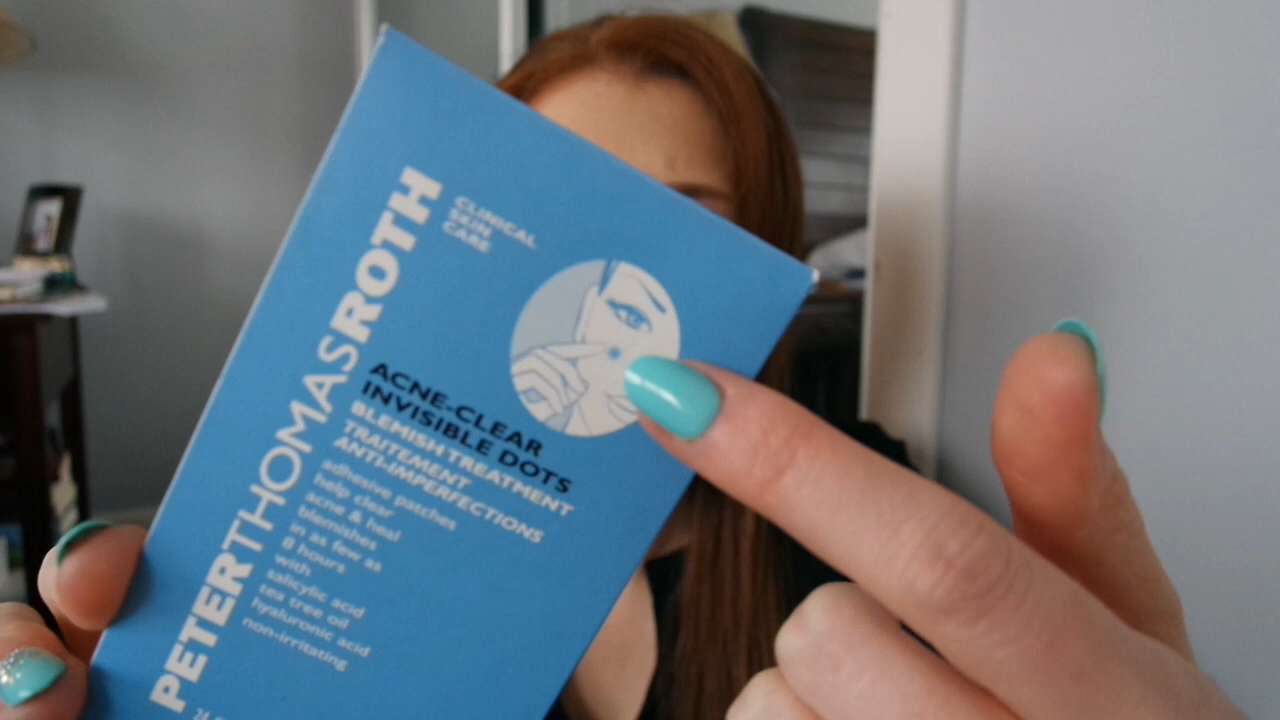 PETERTHOMASROTH
CLINICAL
SKIN
CARE
ACNE-CLEAR
INVISIBLE DOTS
BLEMISH TREATMENT
TRAITEMENT
ANTI-IMPERFECTIONS
adhesive patches
help clear
acne & heal
blemishes
in as few as
8 hours
with
salicylic acid
tea tree oil
hyaluronic acid
non-irritating